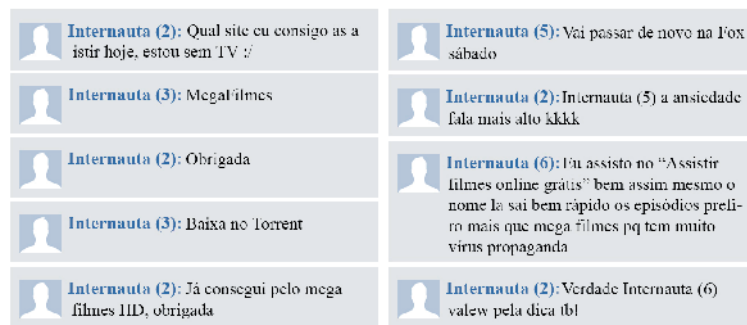 Internauta (2): Qual site eu consigo as a
istir hoje, estou sem TV :/
Internauta (3): MegaFilmes
Internauta (2): Obrigada
Internauta (3): Baixa no Torrent
Internauta (2): Já consegui pelo mega
filmes HD, obrigada
Internauta (5): Vai passar de novo na Fox
sábado
Internauta (2): Internauta (5) a ansiedade
fala mais alto kkkk
Internauta (6): Eu assisto no “Assistir
filmes online grátis” bem assim mesmo o
nome la sai bem rápido os episódios prefi-
ro mais que mega filmes pq tem muito
vírus propaganda
Internauta (2): Verdade Internauta (6)
valew pela dica tb!